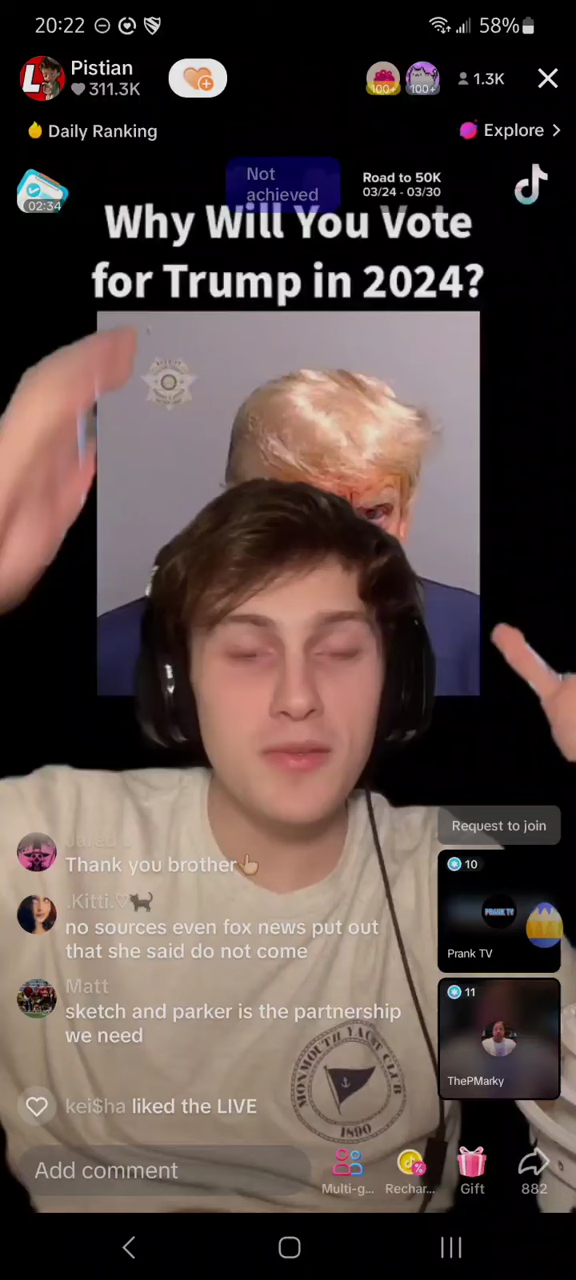 20:22
58%
Pistian
311.3K
100+
100+
1.3K
Daily Ranking
Explore >
02:34
Not
achieved
Road to 50K
03/24 - 03/30
Why Will You Vote
for Trump in 2024?
Request to join
Thank you brother
.Kitti.
no sources even fox news put out
that she said do not come
Matt
sketch and parker is the partnership
we need
10
PRANK TV
Prank TV
11
ThePMarky
MONMOUTH YACHT CLUB
1890
kei$ha liked the LIVE
Add comment
Multi-g...
Rechar...
Gift
882